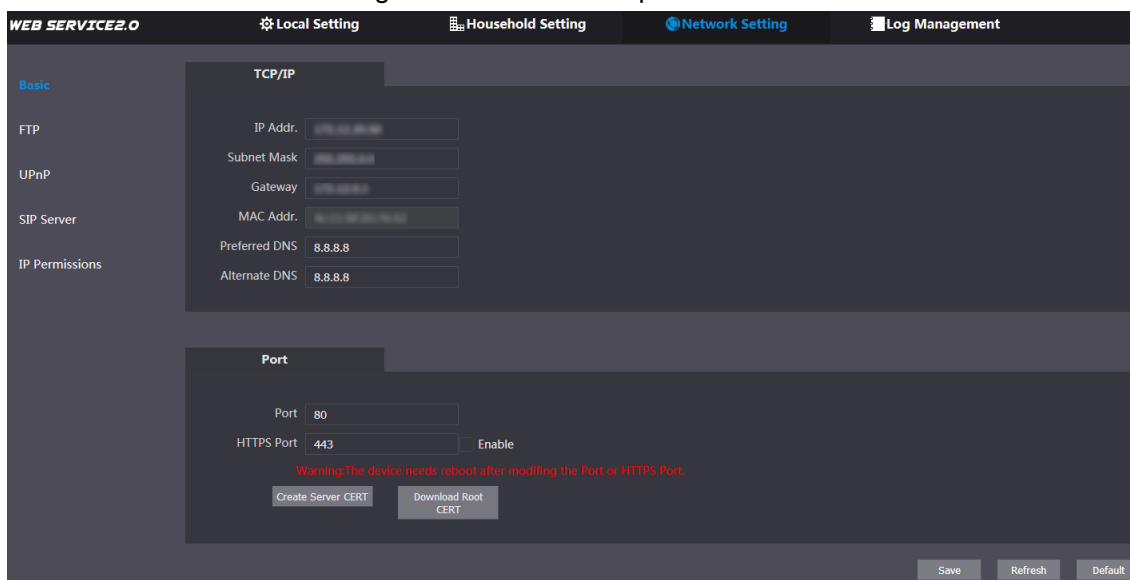 WEB SERVICE2.0 Local Setting Household Setting Network Setting Log Management
Basic
FTP
UPnP
SIP Server
IP Permissions
TCP/IP
IP Addr.
Subnet Mask
Gateway
MAC Addr.
Preferred DNS 8.8.8.8
Alternate DNS 8.8.8.8
Port
Port 80
HTTPS Port 443 Enable
Warning:The device needs reboot after modifing the Port or HTTPS Port.
Create Server CERT Download Root
CERT
Save Refresh Default